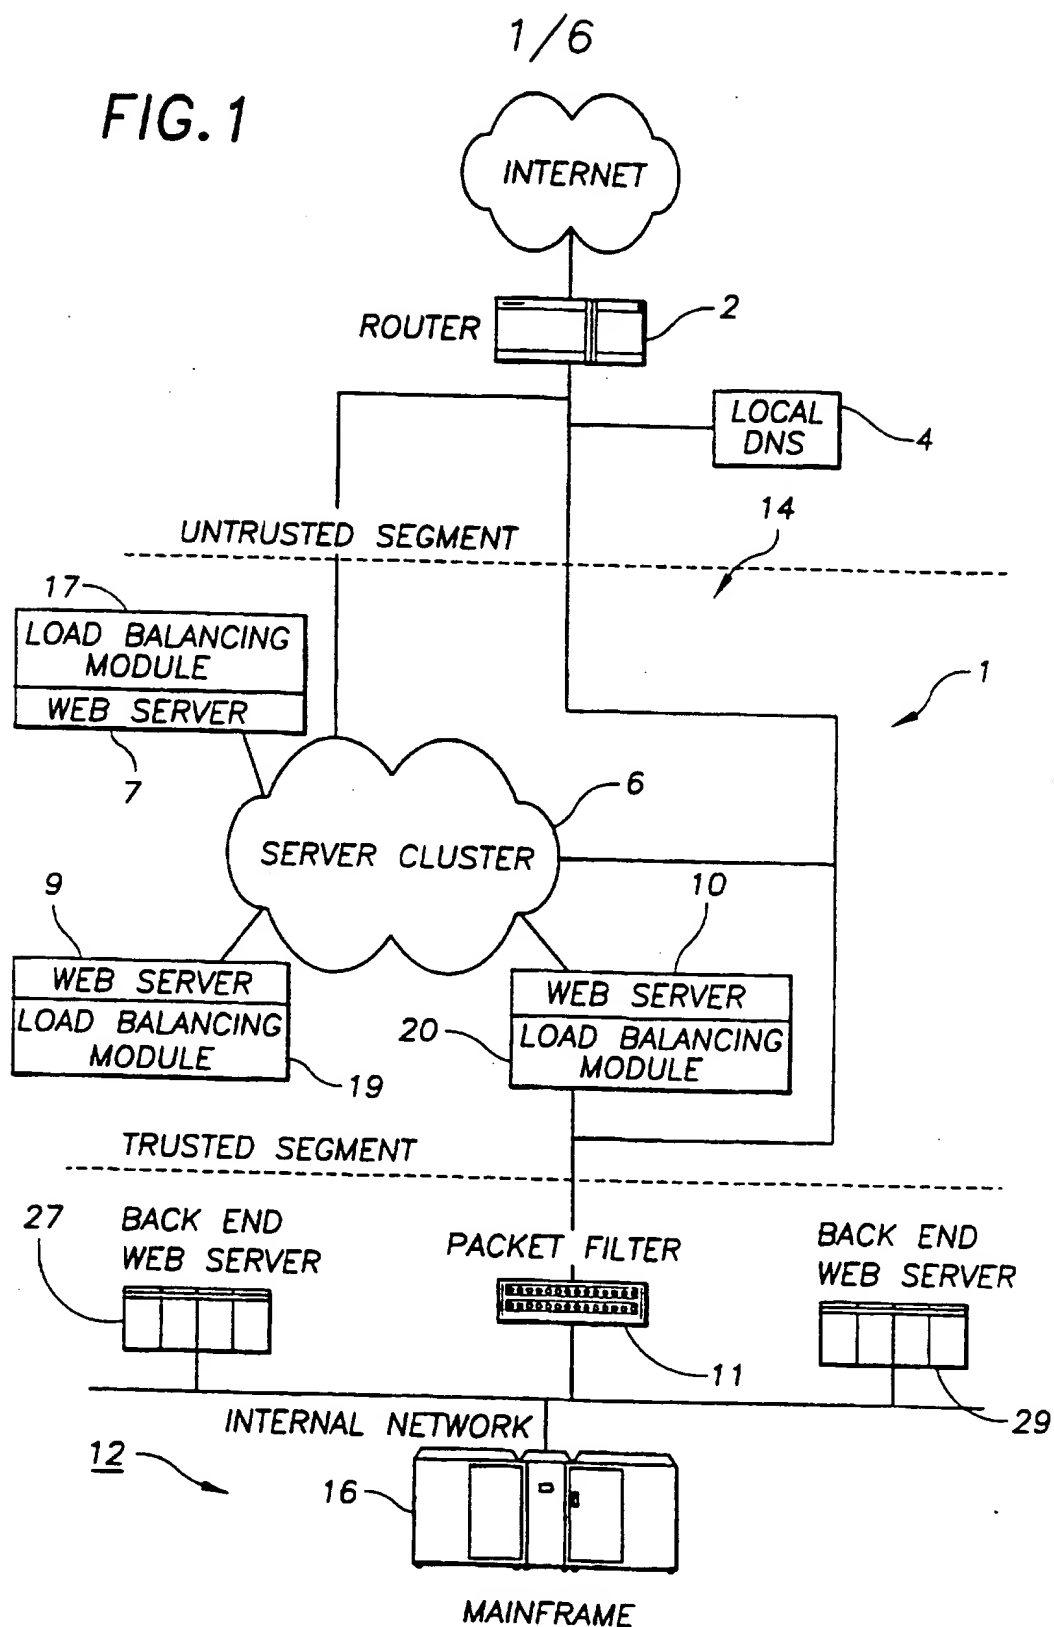 1/6
FIG. 1
INTERNET
ROUTER
2
LOCAL
DNS
4
14
UNTRUSTED SEGMENT
17
LOAD BALANCING
MODULE
WEB SERVER
7
1
6
SERVER CLUSTER
9
10
WEB SERVER
LOAD BALANCING
MODULE
19
WEB SERVER
20
LOAD BALANCING
MODULE
TRUSTED SEGMENT
27
BACK END
WEB SERVER
PACKET FILTER
BACK END
WEB SERVER
11
29
INTERNAL NETWORK
12
16
MAINFRAME